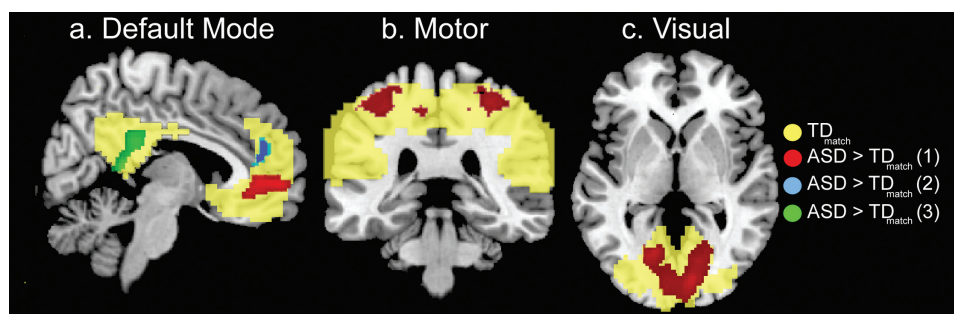 a. Default Mode
b. Motor
c. Visual
TDmatch
ASD > TDmatch (1)
ASD > TDmatch (2)
ASD > TDmatch (3)